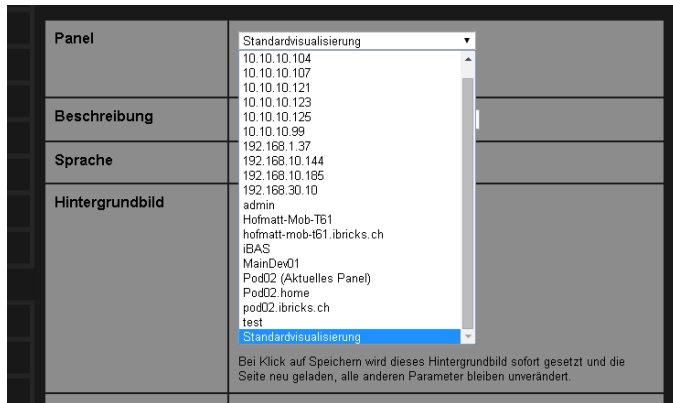 Panel
Standardvisualisierung
10.10.10.104
10.10.10.107
10.10.10.121
10.10.10.123
10.10.10.125
10.10.10.99
192.168.1.37
192.168.10.144
192.168.10.185
192.168.30.10
admin
Hofmatt-Mob-T61
hofmatt-mob-t61.ibricks.ch
iBAS
MainDev01
Pod02 (Aktuelles Panel)
Pod02.home
pod02.ibricks.ch
test
Standardvisualisierung
Beschreibung
Sprache
Hintergrundbild
Bei Klick auf Speichern wird dieses Hintergrundbild sofort gesetzt und die
Seite neu geladen, alle anderen Parameter bleiben unverändert.